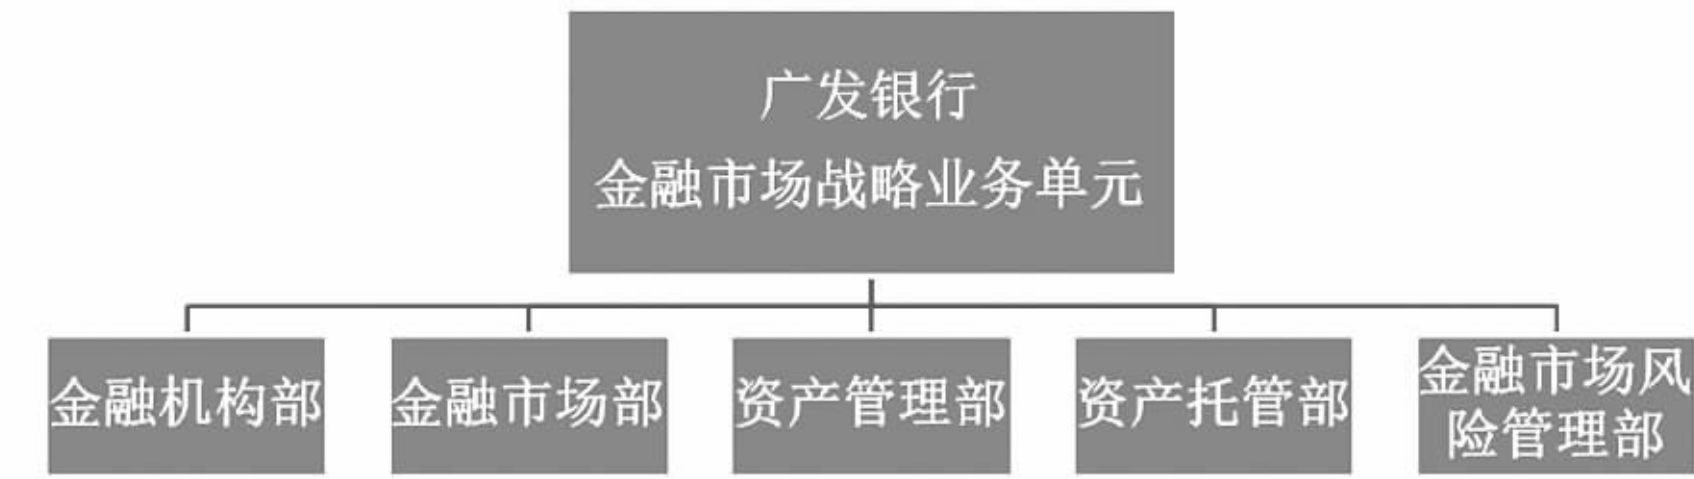 广发银行
金融市场战略业务单元
金融机构部
金融市场部
资产管理部
资产托管部
金融市场风
险管理部